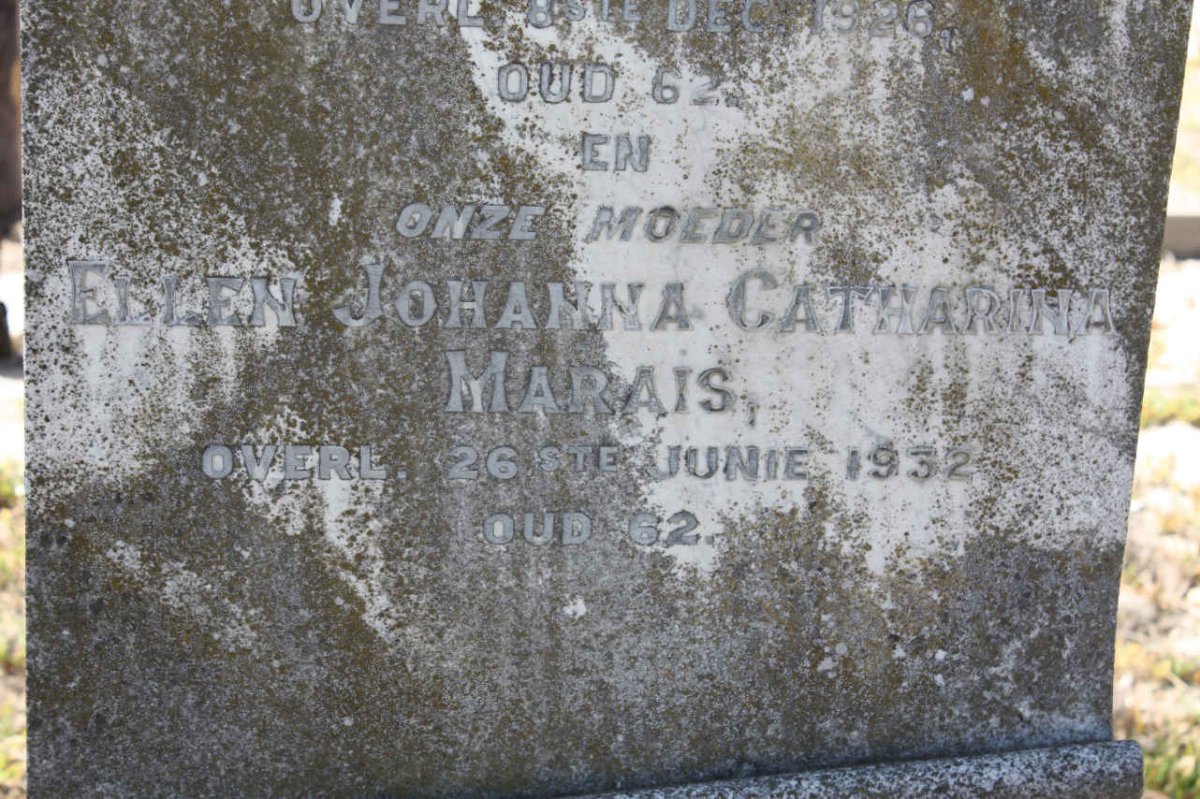 OVERL. 8STE DEC. 1926,
OUD 62.
EN
ONZE MOEDER
ELLEN JOHANNA CATHARINA
MARAIS,
OVERL. 26STE JUNIE 1932
OUD 62.